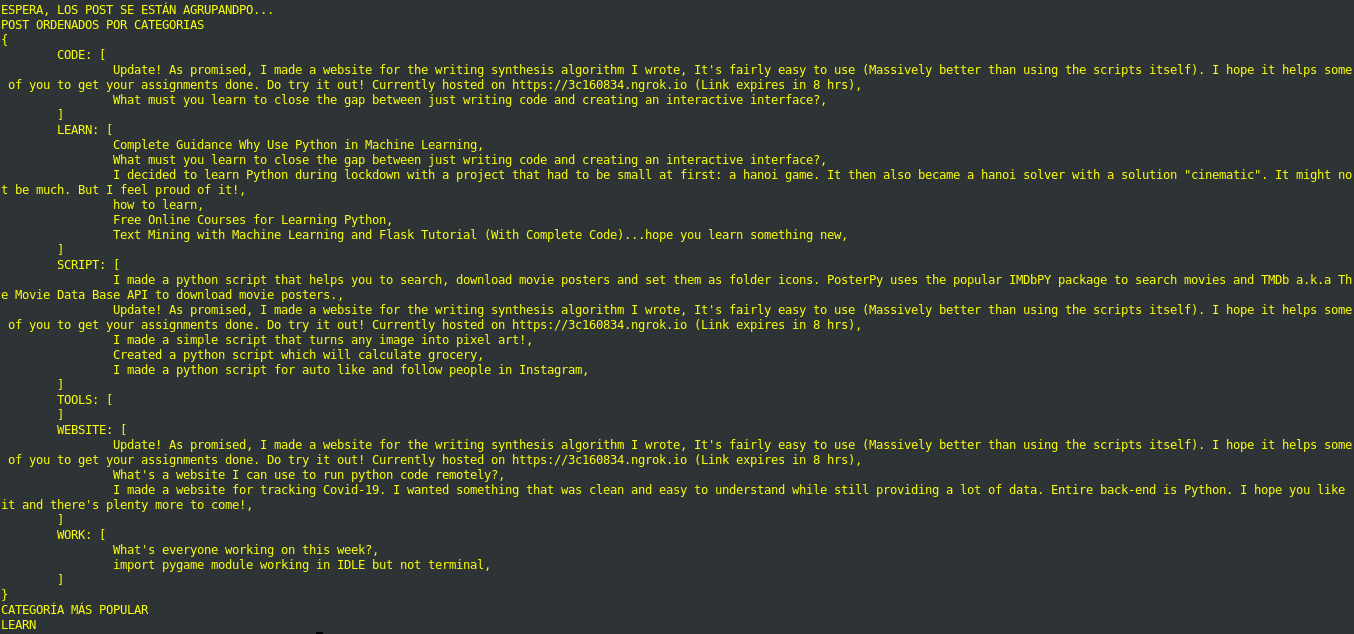 ESPERA, LOS POST SE ESTÁN AGRUPANDPO...
POST ORDENADOS POR CATEGORIAS
{
CODE: [
Update! As promised, I made a website for the writing synthesis algorithm I wrote, It's fairly easy to use (Massively better than using the scripts itself). I hope it helps some
of you to get your assignments done. Do try it out! Currently hosted on https://3c160834.ngrok.io (Link expires in 8 hrs),
What must you learn to close the gap between just writing code and creating an interactive interface?,
]
LEARN: [
Complete Guidance Why Use Python in Machine Learning,
What must you learn to close the gap between just writing code and creating an interactive interface?,
I decided to learn Python during lockdown with a project that had to be small at first: a hanoi game. It then also became a hanoi solver with a solution "cinematic". It might no
t be much. But I feel proud of it!,
how to learn,
Free Online Courses for Learning Python,
Text Mining with Machine Learning and Flask Tutorial (With Complete Code)...hope you learn something new,
]
SCRIPT: [
I made a python script that helps you to search, download movie posters and set them as folder icons. PosterPy uses the popular IMDbPY package to search movies and TMDb a.k.a Th
e Movie Data Base API to download movie posters.,
Update! As promised, I made a website for the writing synthesis algorithm I wrote, It's fairly easy to use (Massively better than using the scripts itself). I hope it helps some
of you to get your assignments done. Do try it out! Currently hosted on https://3c160834.ngrok.io (Link expires in 8 hrs),
I made a simple script that turns any image into pixel art!,
Created a python script which will calculate grocery,
I made a python script for auto like and follow people in Instagram,
]
TOOLS: [
]
WEBSITE: [
Update! As promised, I made a website for the writing synthesis algorithm I wrote, It's fairly easy to use (Massively better than using the scripts itself). I hope it helps some
of you to get your assignments done. Do try it out! Currently hosted on https://3c160834.ngrok.io (Link expires in 8 hrs),
What's a website I can use to run python code remotely?,
I made a website for tracking Covid-19. I wanted something that was clean and easy to understand while still providing a lot of data. Entire back-end is Python. I hope you like
it and there's plenty more to come!,
]
WORK: [
What's everyone working on this week?,
import pygame module working in IDLE but not terminal,
]
}
CATEGORÍA MÁS POPULAR
LEARN